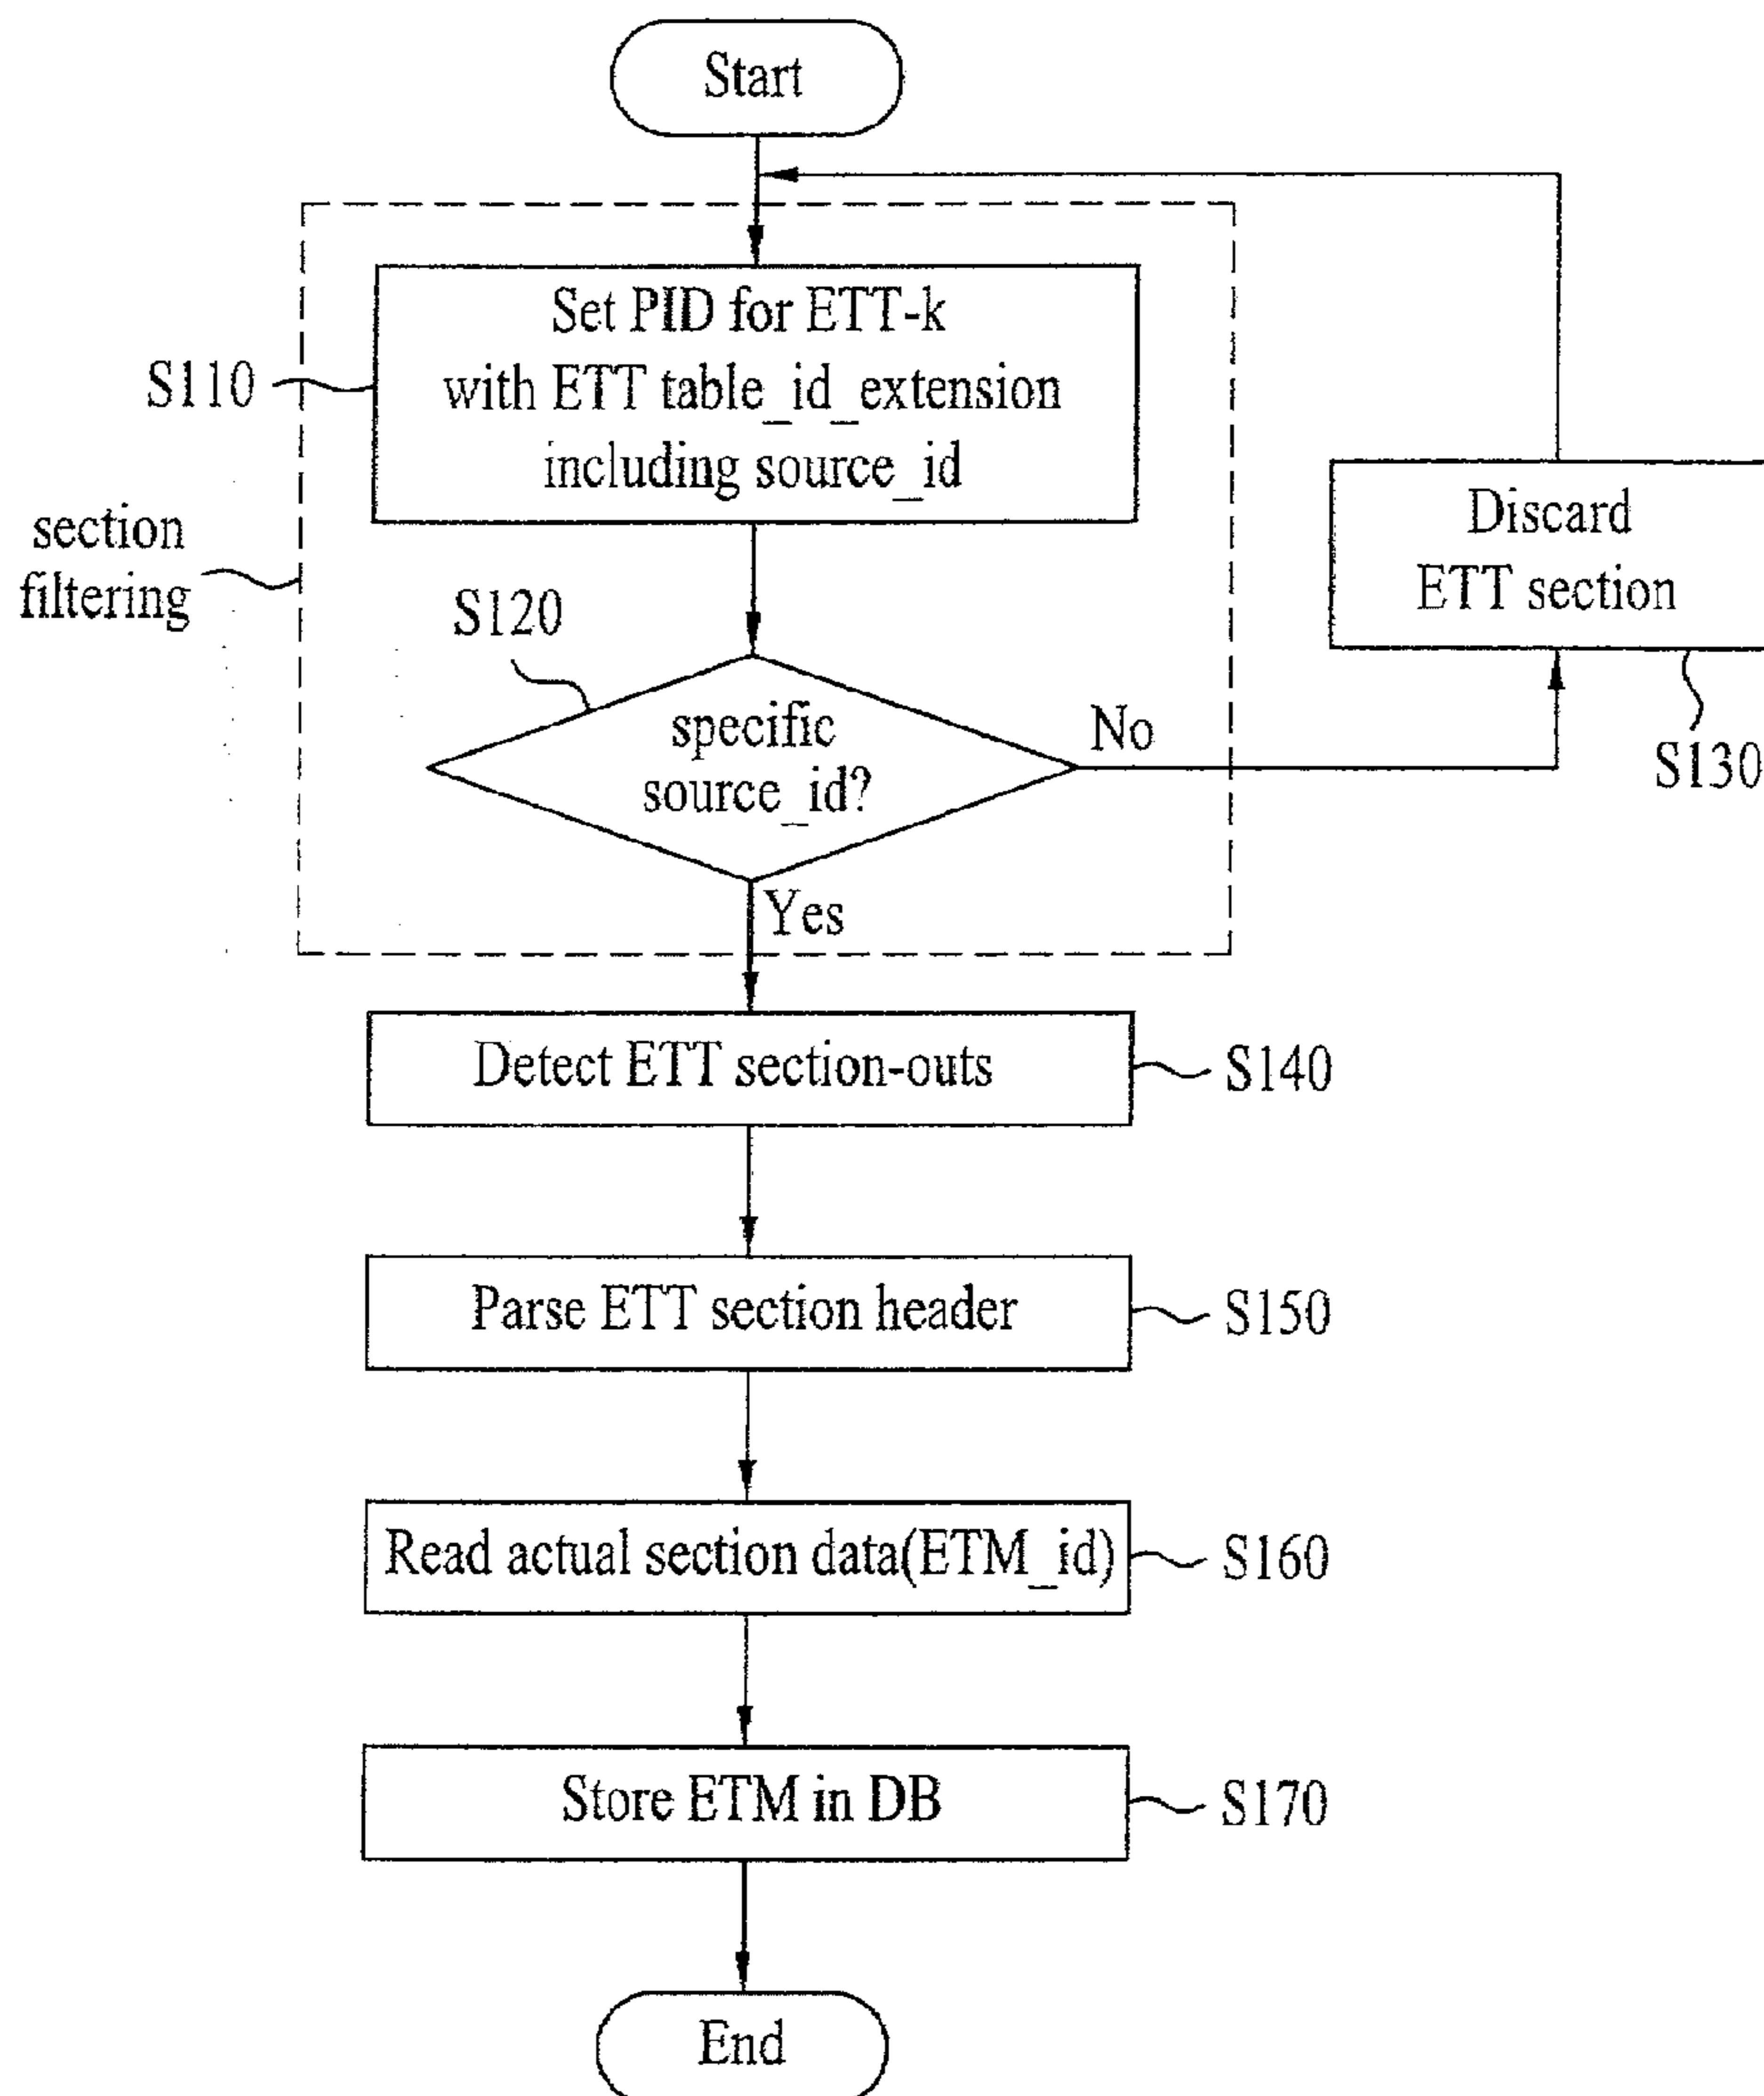 Start
Set PID for ETT-k
with ETT table_id_extension
including source_id
S110
section
filtering
Discard
ETT section
S120
specific
source_id?
No
S130
Yes
Detect ETT section-outs
S140
Parse ETT section header
S150
Read actual section data(ETM_id)
S160
Store ETM in DB
S170
End